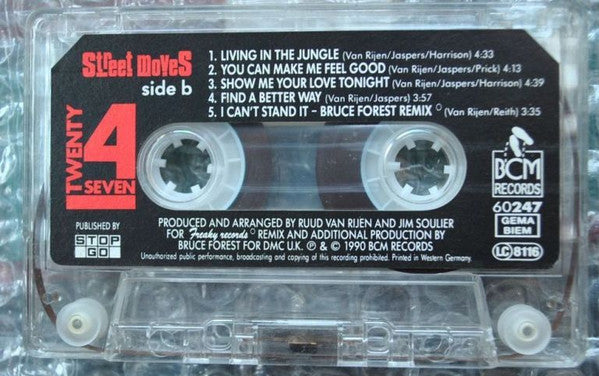 Street moves
side b
1. LIVING IN THE JUNGLE (Van Rijen/Jaspers/Harrison) 4:33
2. YOU CAN MAKE ME FEEL GOOD (Van Rijen/Jaspers/Prick) 4:13
3. SHOW ME YOUR LOVE TONIGHT (Van Rijen/Jaspers/Harrison) 4:39
4. FIND A BETTER WAY (Van Rijen/Jaspers) 3:57
5. I CAN'T STAND IT – BRUCE FOREST REMIX ○ (Van Rijen/Reith) 3:35
TWENTY 4 SEVEN
BCM
RECORDS
60247
GEMA
BIEM
LC 8116
PUBLISHED BY
STOP
GO
PRODUCED AND ARRANGED BY RUUD VAN RIJEN AND JIM SOULIER
FOR Freaky records ○ REMIX AND ADDITIONAL PRODUCTION BY
BRUCE FOREST FOR DMC U.K. ℗ & © 1990 BCM RECORDS
Unauthorized public performance, broadcasting and copying of this recording prohibited. Printed in Western Germany.